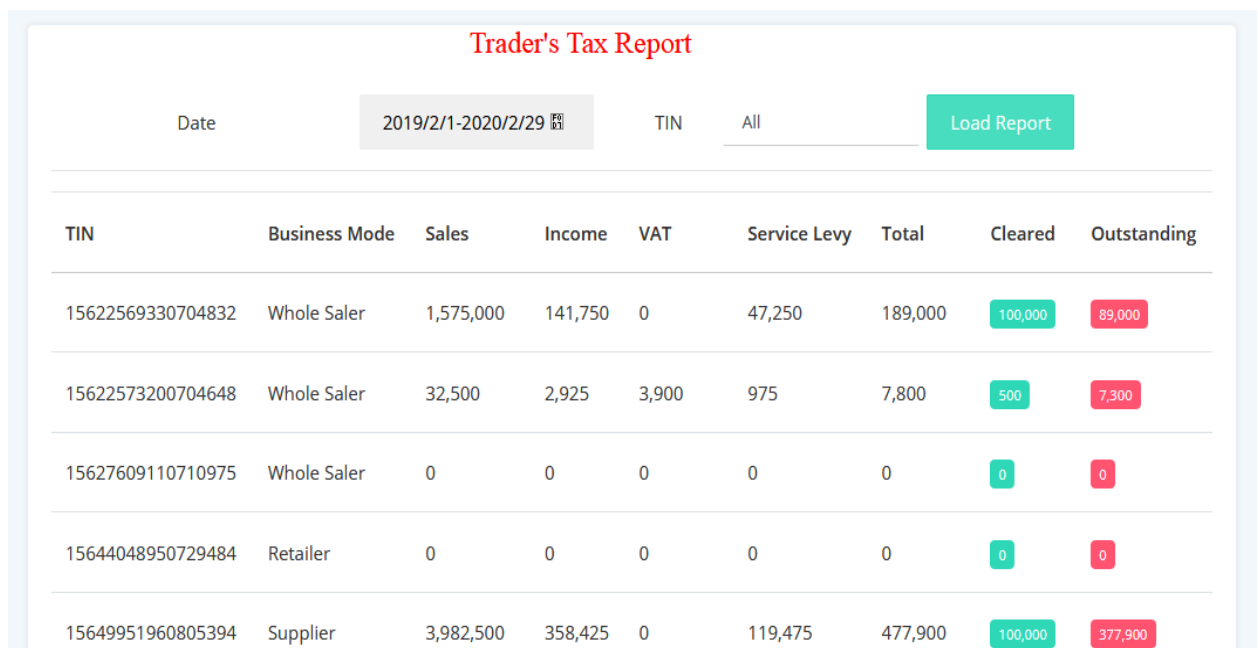 Trader's Tax Report
Date 2019/2/1-2020/2/29 TIN All Load Report
TIN Business Mode Sales Income VAT Service Levy Total Cleared Outstanding
15622569330704832 Whole Saler 1,575,000 141,750 0 47,250 189,000 100,000 89,000
15622573200704648 Whole Saler 32,500 2,925 3,900 975 7,800 500 7,300
15627609110710975 Whole Saler 0 0 0 0 0 0 0
15644048950729484 Retailer 0 0 0 0 0 0 0
15649951960805394 Supplier 3,982,500 358,425 0 119,475 477,900 100,000 377,900